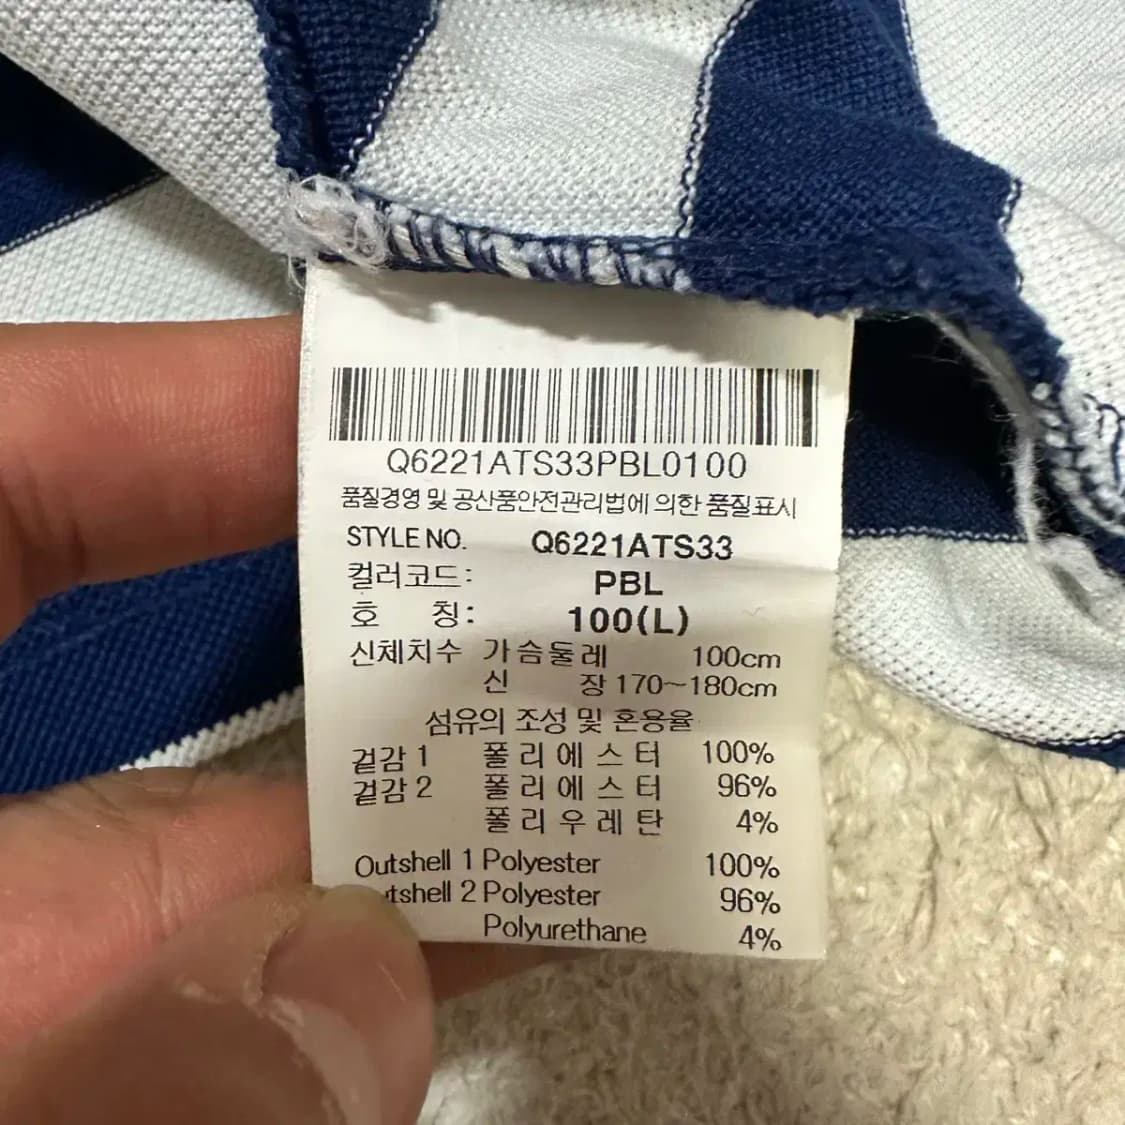 Q6221ATS33PBL0100
품질경영 및 공산품안전관리법에 의한 품질표시
STYLE NO. Q6221ATS33
컬러코드: PBL
호 칭: 100(L)
신체치수 가슴둘레 100cm
신 장 170~180cm
섬유의 조성 및 혼용율
겉감 1 폴리에스터 100%
겉감 2 폴리에스터 96%
폴리우레탄 4%
Outshell 1 Polyester 100%
tshell 2 Polyester 96%
Polyurethane 4%